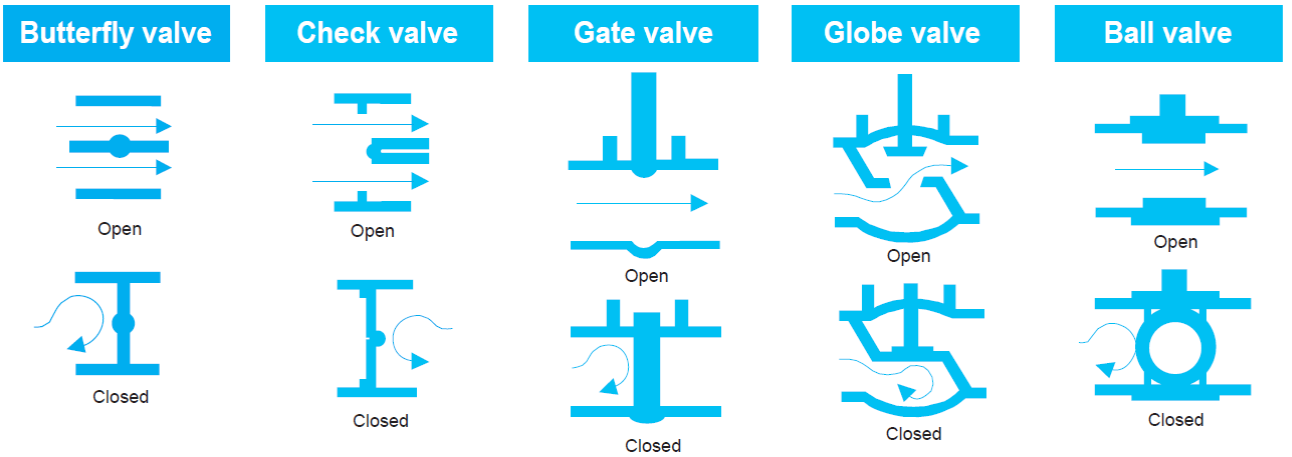 Butterfly valve
Check valve
Gate valve
Globe valve
Ball valve
Open
Open
Open
Open
Open
Closed
Closed
Closed
Closed
Closed